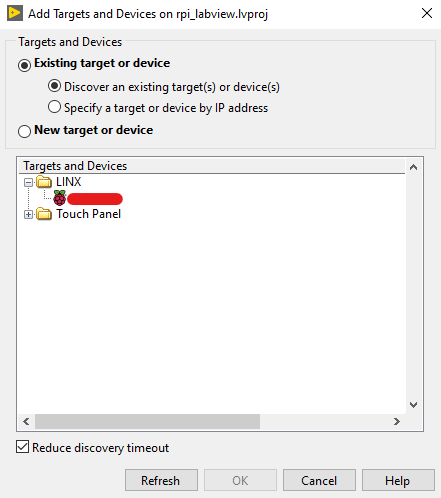 Add Targets and Devices on rpi_labview.lvproj
Targets and Devices
Existing target or device
Discover an existing target(s) or device(s)
Specify a target or device by IP address
New target or device
Targets and Devices
LINX
Touch Panel
Reduce discovery timeout
Refresh OK Cancel Help